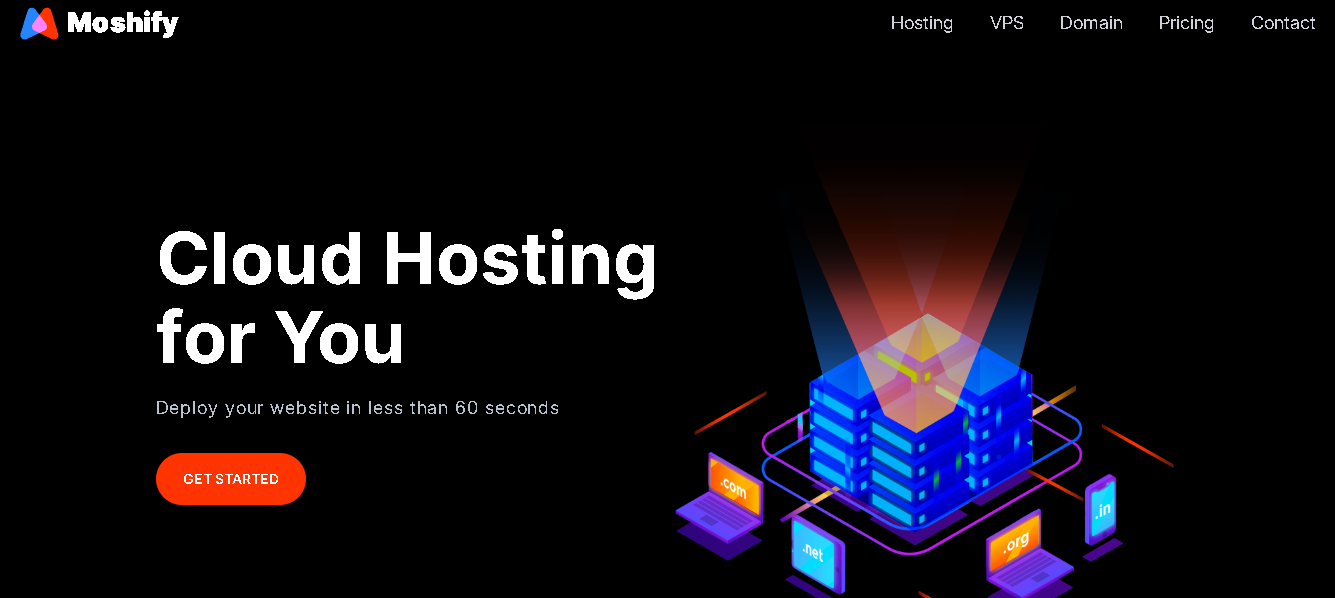 Moshify
Hosting VPS Domain Pricing Contact
Cloud Hosting
for You
Deploy your website in less than 60 seconds
GET STARTED
.com
.net
.org
.in